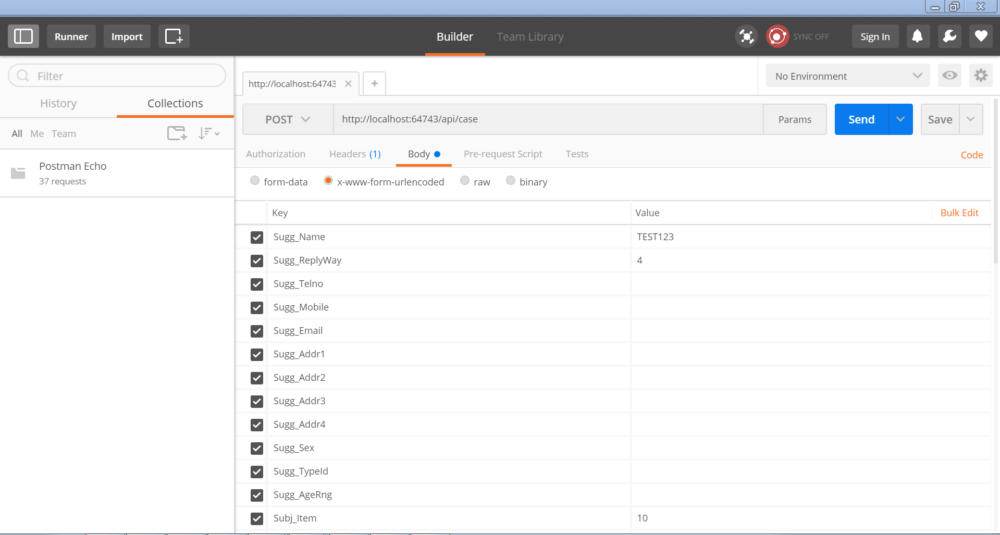 Runner Import Builder Team Library SYNC OFF Sign In
Filter
http://localhost:64743
No Environment
History Collections
POST http://localhost:64743/api/case Params Send Save
All Me Team
Authorization Headers (1) Body Pre-request Script Tests Code
Postman Echo
37 requests
form-data x-www-form-urlencoded raw binary
Key Value Bulk Edit
Sugg_Name TEST123
Sugg_ReplyWay 4
Sugg_Telno
Sugg_Mobile
Sugg_Email
Sugg_Addr1
Sugg_Addr2
Sugg_Addr3
Sugg_Addr4
Sugg_Sex
Sugg_TypeId
Sugg_AgeRng
Subj_Item 10